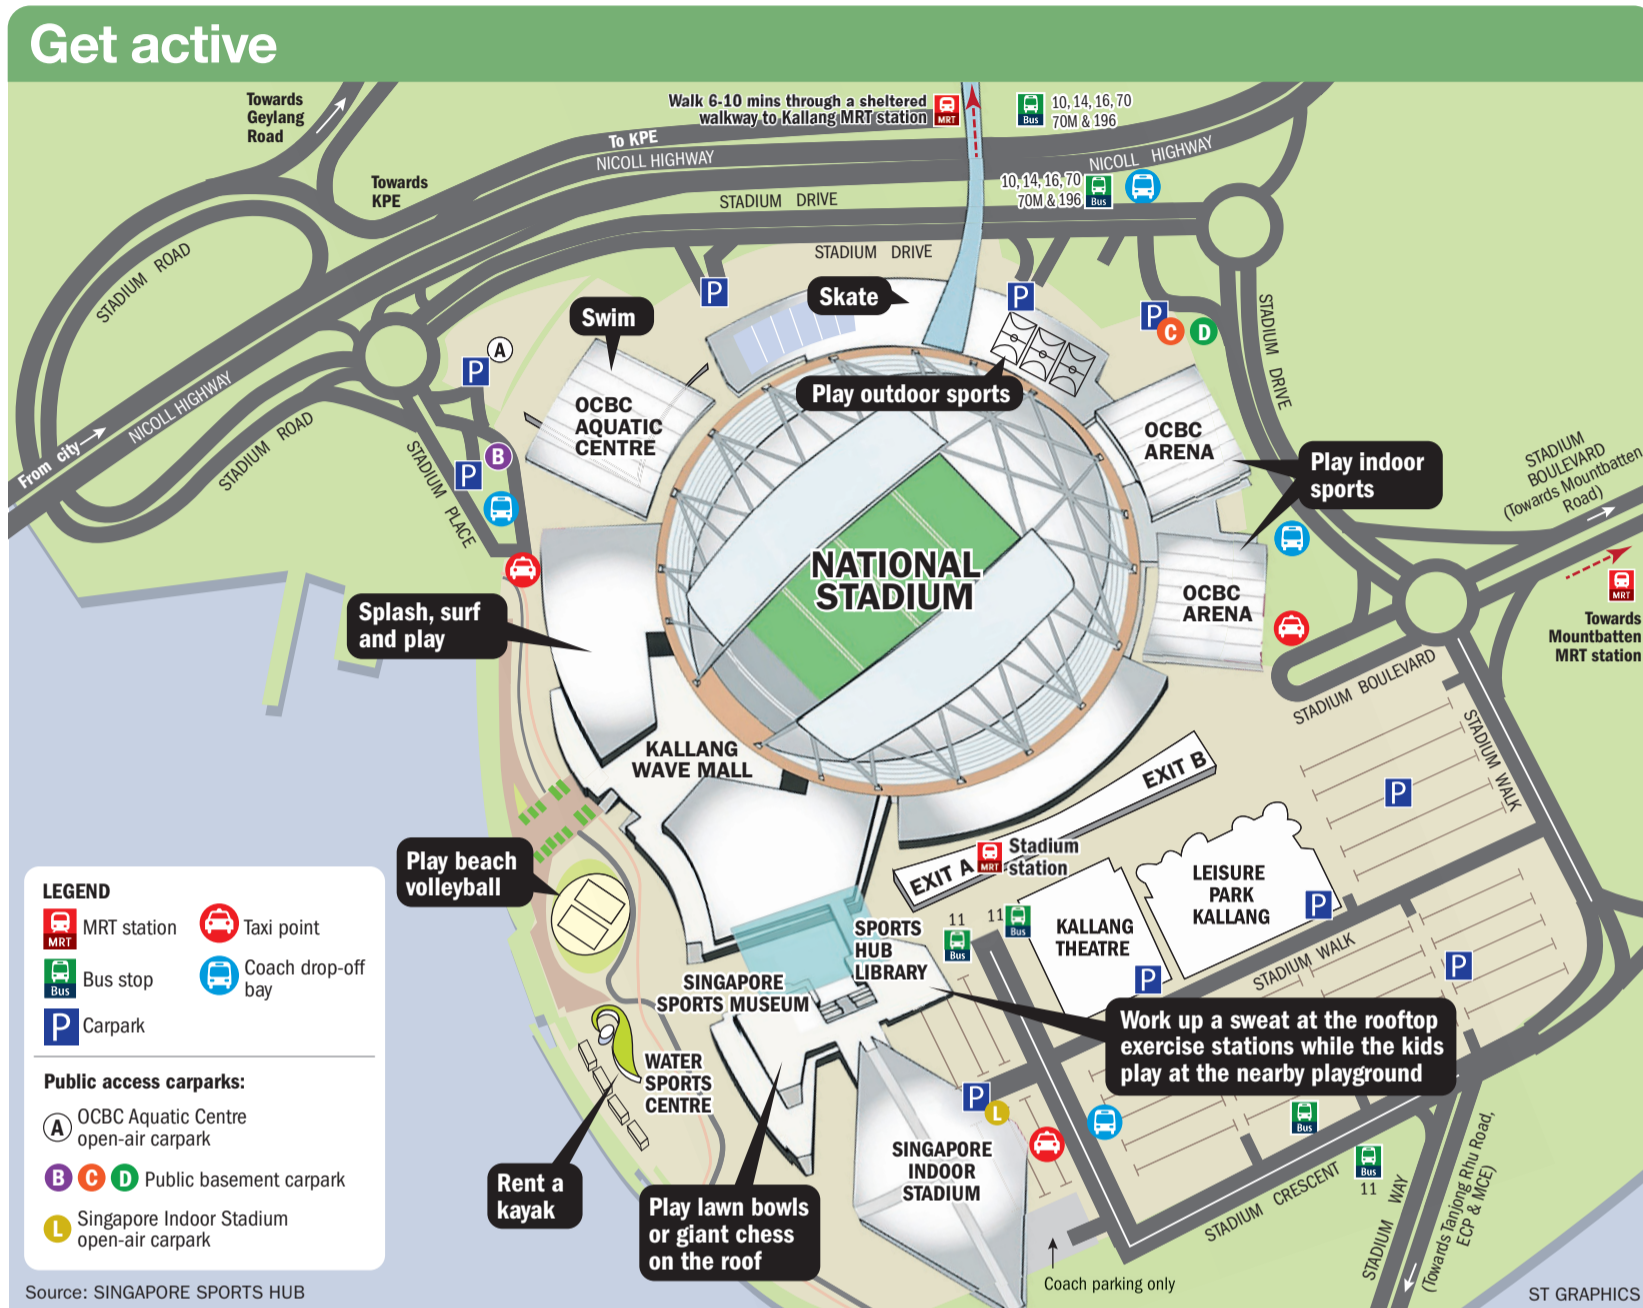 Get active
Towards
Geylang
Road
Walk 6-10 mins through a sheltered
walkway to Kallang MRT station
MRT
Bus
10, 14, 16, 70
70M & 196
To KPE
NICOLL HIGHWAY
NICOLL HIGHWAY
Towards
KPE
10, 14, 16, 70
70M & 196
Bus
STADIUM DRIVE
STADIUM DRIVE
STADIUM ROAD
P
Skate
P
Swim
P
C
D
STADIUM DRIVE
A
P
Play outdoor sports
OCBC
AQUATIC
CENTRE
OCBC
ARENA
From city
NICOLL HIGHWAY
STADIUM ROAD
STADIUM PLACE
B
P
Play indoor
sports
STADIUM
BOULEVARD
(Towards Mountbatten
Road)
NATIONAL
STADIUM
OCBC
ARENA
MRT
Towards
Mountbatten
MRT station
Splash, surf
and play
STADIUM BOULEVARD
STADIUM WALK
KALLANG
WAVE MALL
EXIT B
P
EXIT A
MRT
Stadium
station
Play beach
volleyball
LEISURE
PARK
KALLANG
P
11
Bus
11
Bus
KALLANG
THEATRE
P
SPORTS
HUB
LIBRARY
STADIUM WALK
P
SINGAPORE
SPORTS MUSEUM
Work up a sweat at the rooftop
exercise stations while the kids
play at the nearby playground
WATER
SPORTS
CENTRE
P
L
Bus
SINGAPORE
INDOOR
STADIUM
Bus
11
Rent a
kayak
Play lawn bowls
or giant chess
on the roof
STADIUM CRESCENT
STADIUM WAY
(Towards Tanjong Rhu Road,
ECP & MCE)
Coach parking only
LEGEND
MRT
MRT station
Taxi point
Bus
Bus stop
Coach drop-off
bay
P
Carpark
Public access carparks:
A
OCBC Aquatic Centre
open-air carpark
B C D Public basement carpark
L
Singapore Indoor Stadium
open-air carpark
Source: SINGAPORE SPORTS HUB
ST GRAPHICS